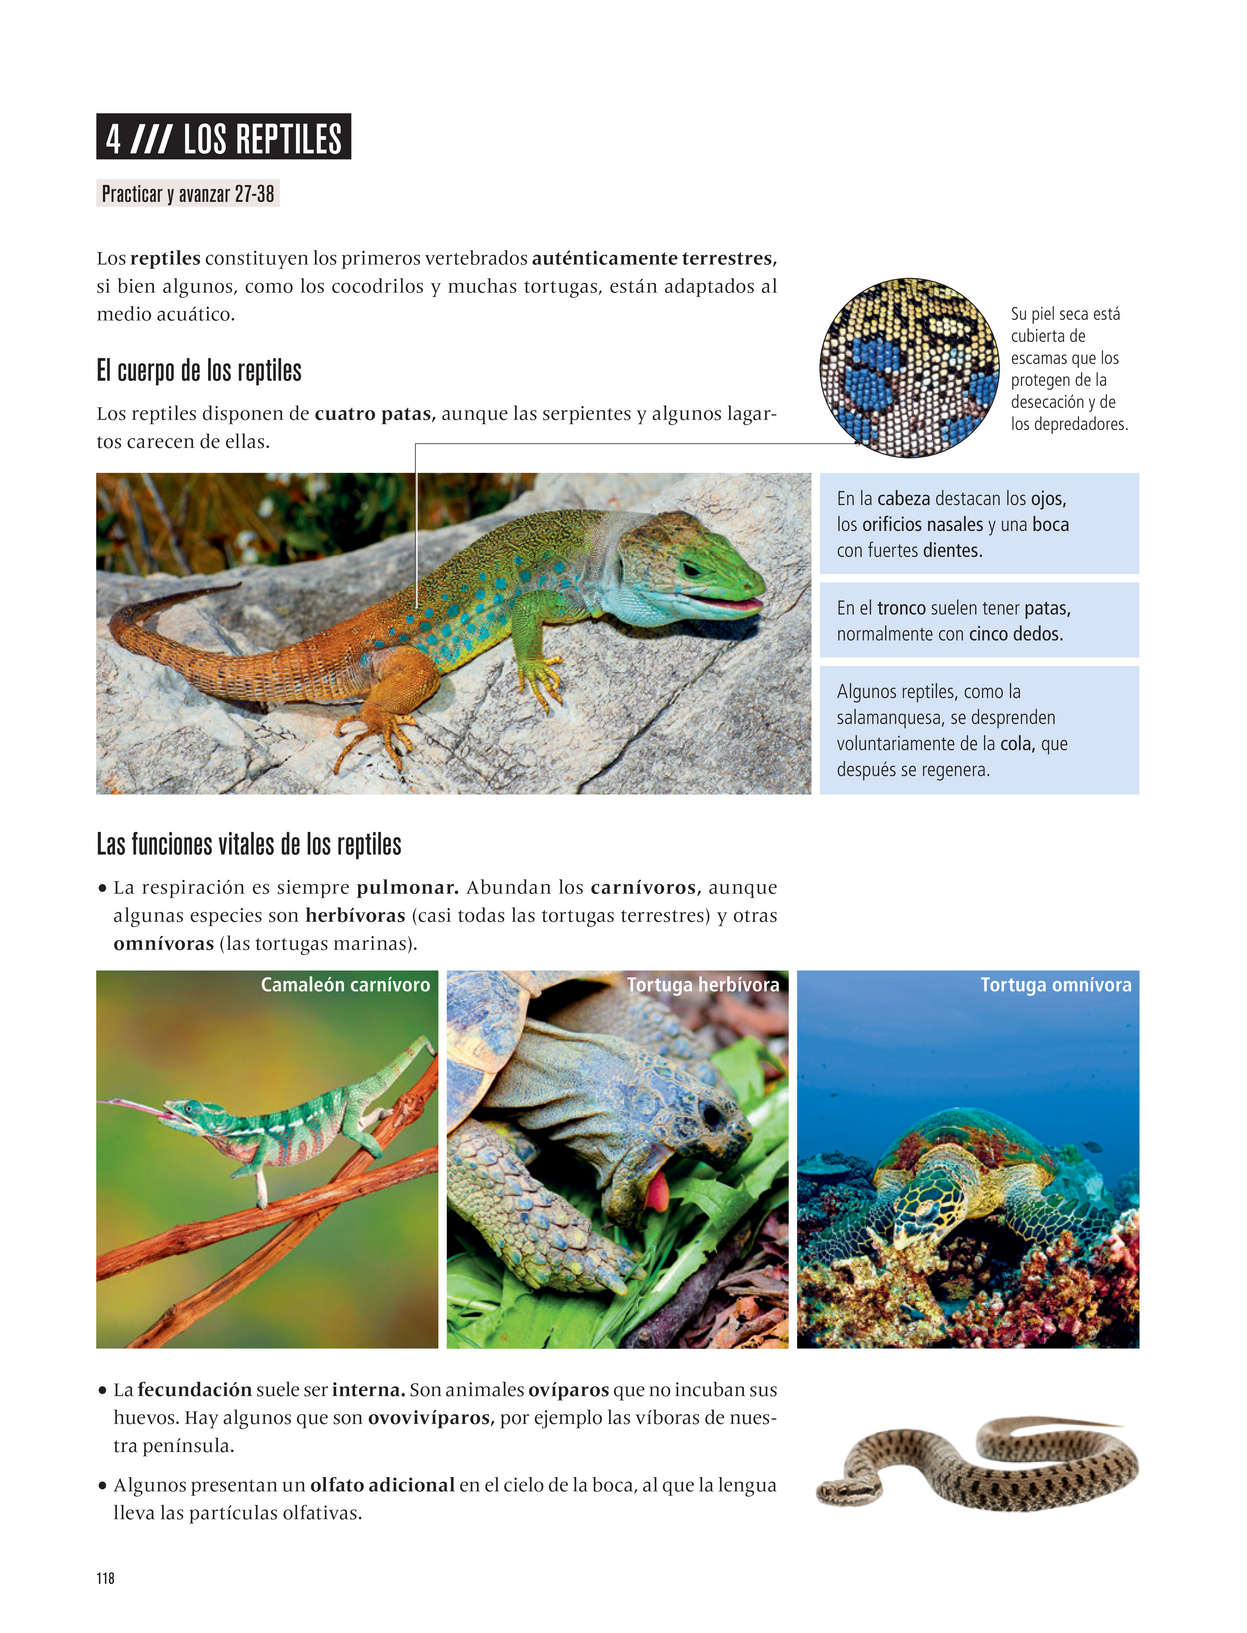 4 /// LOS REPTILES
Practicar y avanzar 27-38
Los reptiles constituyen los primeros vertebrados auténticamente terrestres,
si bien algunos, como los cocodrilos y muchas tortugas, están adaptados al
medio acuático.
El cuerpo de los reptiles
Los reptiles disponen de cuatro patas, aunque las serpientes y algunos lagar-
tos carecen de ellas.
Su piel seca está
cubierta de
escamas que los
protegen de la
desecación y de
los depredadores.
En la cabeza destacan los ojos,
los orificios nasales y una boca
con fuertes dientes.
En el tronco suelen tener patas,
normalmente con cinco dedos.
Algunos reptiles, como la
salamanquesa, se desprenden
voluntariamente de la cola, que
después se regenera.
Las funciones vitales de los reptiles
• La respiración es siempre pulmonar. Abundan los carnívoros, aunque
algunas especies son herbívoras (casi todas las tortugas terrestres) y otras
omnívoras (las tortugas marinas).
Camaleón carnívoro
Tortuga herbívora
Tortuga omnívora
• La fecundación suele ser interna. Son animales ovíparos que no incuban sus
huevos. Hay algunos que son ovovivíparos, por ejemplo las víboras de nues-
tra península.
• Algunos presentan un olfato adicional en el cielo de la boca, al que la lengua
lleva las partículas olfativas.
118